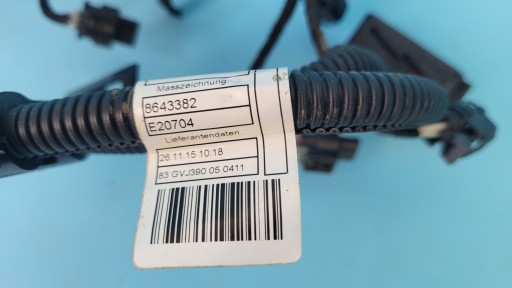 Masszeichnung
8643382
E20704
Lieferantendaten
26.11.15 10:18
83 GVJ390 05 0411